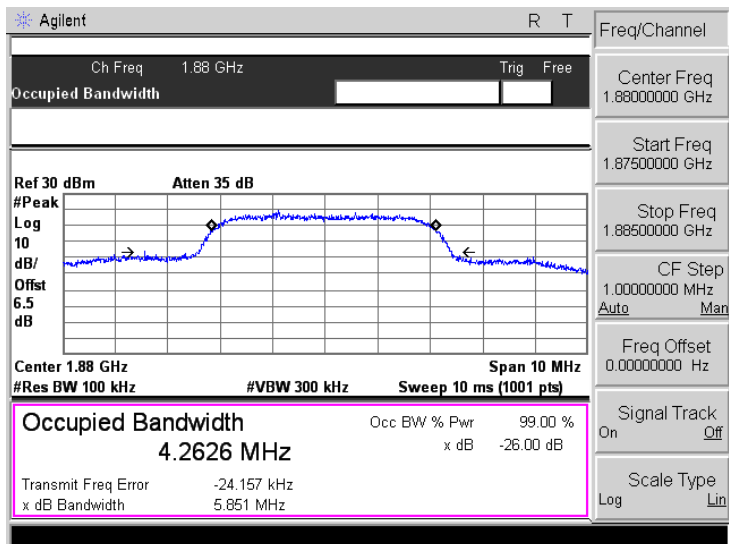 Agilent R T
Ch Freq 1.88 GHz Trig Free
Occupied Bandwidth
Ref 30 dBm Atten 35 dB
#Peak
Log
10
dB/
Offst
6.5
dB
Center 1.88 GHz Span 10 MHz
#Res BW 100 kHz #VBW 300 kHz Sweep 10 ms (1001 pts)
Occupied Bandwidth Occ BW % Pwr 99.00 %
4.2626 MHz x dB -26.00 dB
Transmit Freq Error -24.157 kHz
x dB Bandwidth 5.851 MHz
Freq/Channel
Center Freq
1.88000000 GHz
Start Freq
1.87500000 GHz
Stop Freq
1.88500000 GHz
CF Step
1.00000000 MHz
Auto Man
Freq Offset
0.00000000 Hz
Signal Track
On Off
Scale Type
Log Lin